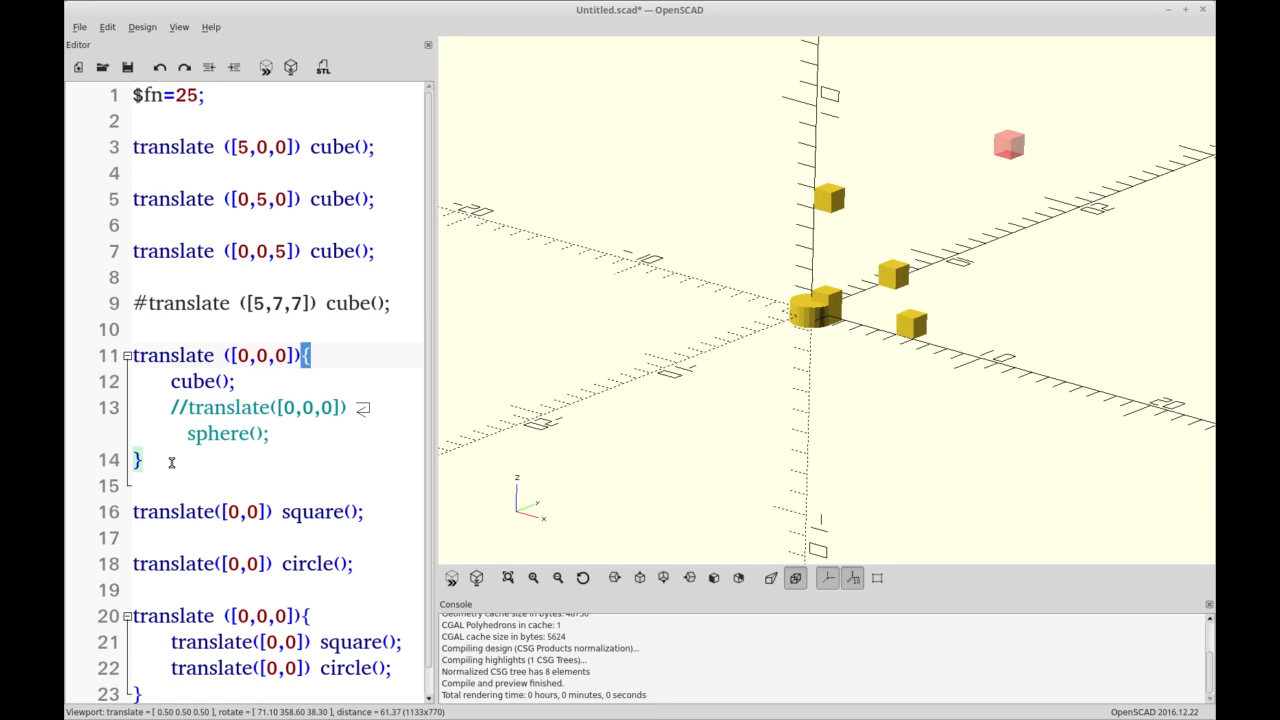 Untitled.scad* — OpenSCAD
File Edit Design View Help
Editor
STL
1 $fn=25;
2
3 translate ([5,0,0]) cube();
4
5 translate ([0,5,0]) cube();
6
7 translate ([0,0,5]) cube();
8
9 #translate ([5,7,7]) cube();
10
11 translate ([0,0,0]){
12 cube();
13 //translate([0,0,0])
sphere();
14 }
15
16 translate([0,0]) square();
17
18 translate([0,0]) circle();
19
20 translate ([0,0,0]){
21 translate([0,0]) square();
22 translate([0,0]) circle();
23 }
z
y
x
Console
Geometry cache size in bytes: 48750
CGAL Polyhedrons in cache: 1
CGAL cache size in bytes: 5624
Compiling design (CSG Products normalization)...
Compiling highlights (1 CSG Trees)...
Normalized CSG tree has 8 elements
Compile and preview finished.
Total rendering time: 0 hours, 0 minutes, 0 seconds
Viewport: translate = [ 0.50 0.50 0.50 ], rotate = [ 71.10 358.60 38.30 ], distance = 61.37 (1133x770)
OpenSCAD 2016.12.22